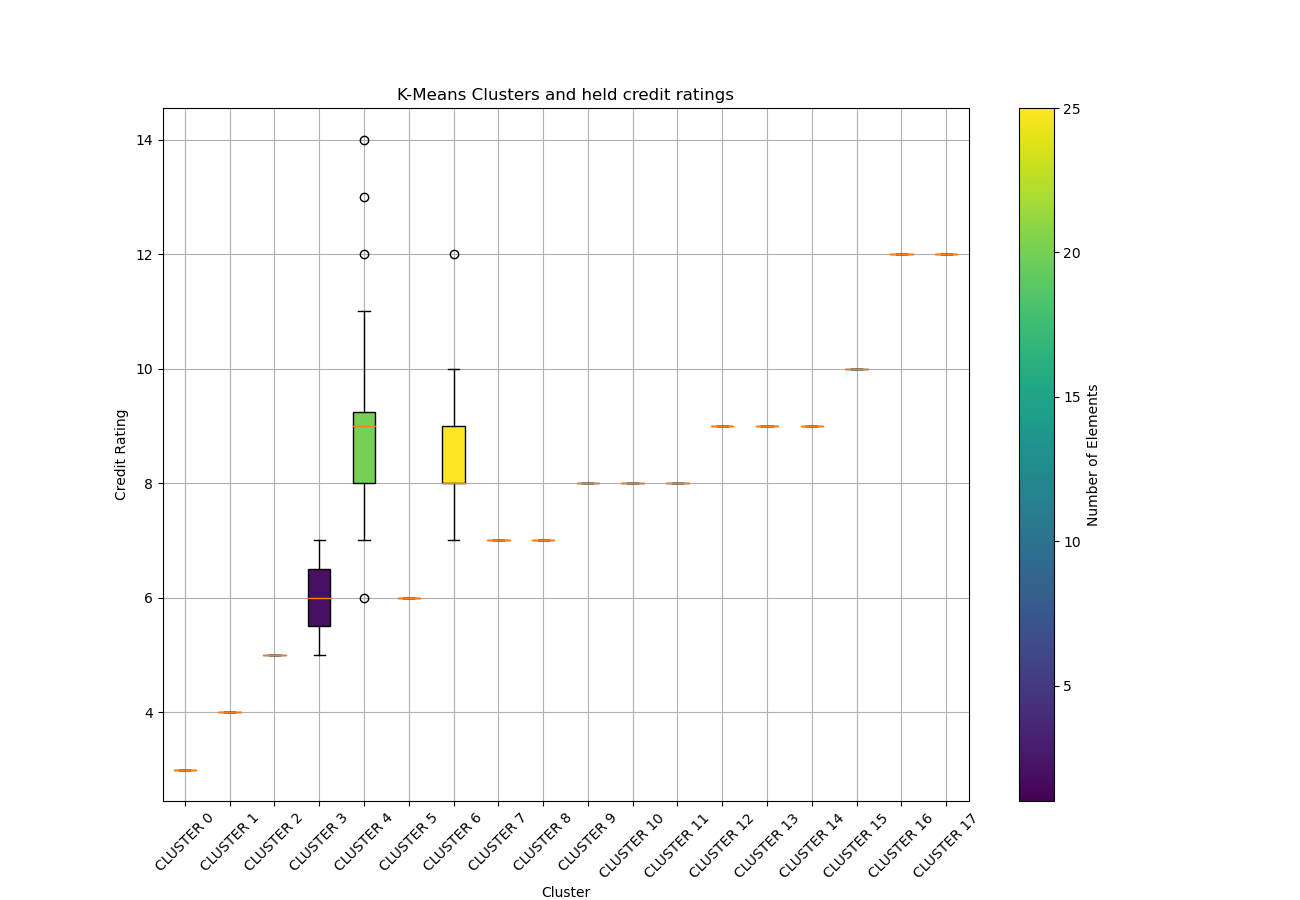 K-Means Clusters and held credit ratings
14
12
10
8
6
4
Credit Rating
CLUSTER 0
CLUSTER 1
CLUSTER 2
CLUSTER 3
CLUSTER 4
CLUSTER 5
CLUSTER 6
CLUSTER 7
CLUSTER 8
CLUSTER 9
CLUSTER 10
CLUSTER 11
CLUSTER 12
CLUSTER 13
CLUSTER 14
CLUSTER 15
CLUSTER 16
CLUSTER 17
Cluster
25
20
15
10
5
Number of Elements